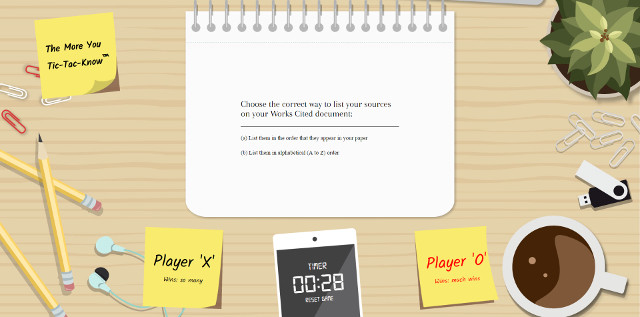 The More You
Tic-Tac-Know™
Choose the correct way to list your sources
on your Works Cited document:
(a) List them in the order that they appear in your paper
(b) List them in alphabetical (A to Z) order.
Player 'X'
Wins: so many
TIMER
00:28
RESET GAME
Player 'O'
Wins: much wins